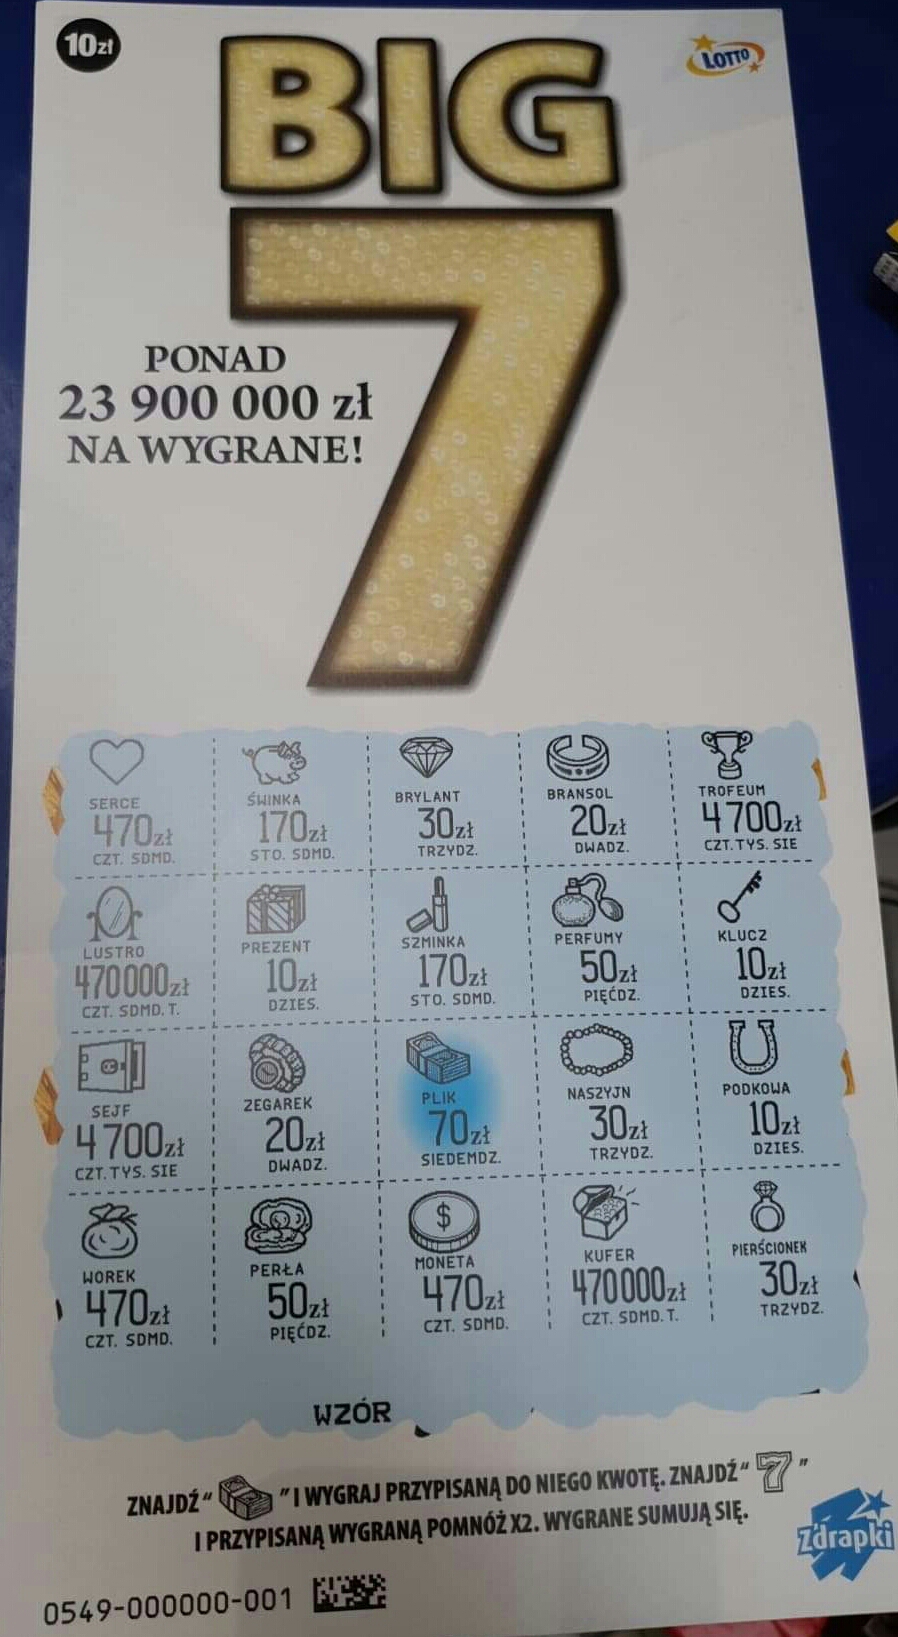 10zł
BIG
LOTTO
7
PONAD
23 900 000 zł
NA WYGRANE!
SERCE ŚWINKA BRYLANT BRANSOL TROFEUM
470zł 170zł 30zł 20zł 4700zł
CZT. SDMD. STO. SDMD. TRZYDZ. DWADZ. CZT.TYS. SIE
LUSTRO PREZENT SZMINKA PERFUMY KLUCZ
470000zł 10zł 170zł 50zł 10zł
CZT. SDMD.T. DZIES. STO. SDMD. PIĘĆDZ. DZIES.
SEJF ZEGAREK PLIK NASZYJN PODKOWA
4700zł 20zł 70zł 30zł 10zł
CZT.TYS. SIE DWADZ. SIEDEMDZ. TRZYDZ. DZIES.
WOREK PERŁA MONETA KUFER PIERŚCIONEK
470zł 50zł 470zł 470000zł 30zł
CZT. SDMD. PIĘĆDZ. CZT. SDMD. CZT. SDMD.T. TRZYDZ.
WZÓR
ZNAJDŹ “ ” I WYGRAJ PRZYPISANĄ DO NIEGO KWOTĘ. ZNAJDŹ “ 7 ”
I PRZYPISANĄ WYGRANĄ POMNÓŻ X2. WYGRANE SUMUJĄ SIĘ.
Zdrapki
0549-000000-001